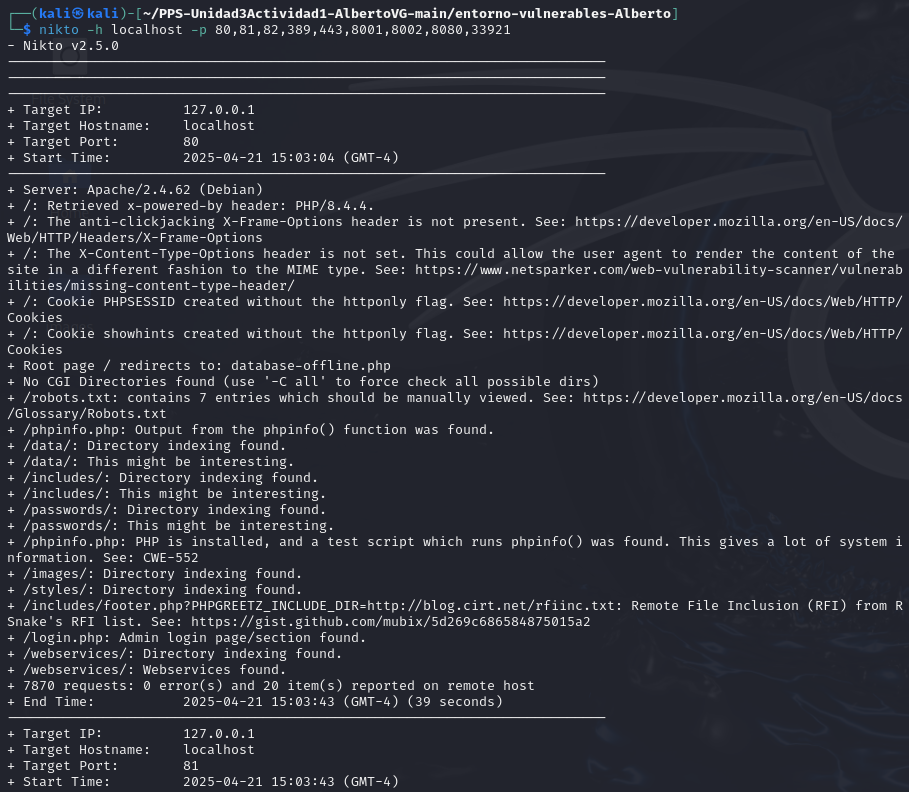 ┌──(kali㉿kali)-[~/PPS-Unidad3Actividad1-AlbertoVG-main/entorno-vulnerables-Alberto]
└─$ nikto -h localhost -p 80,81,82,389,443,8001,8002,8080,33921
- Nikto v2.5.0
+ Target IP:          127.0.0.1
+ Target Hostname:    localhost
+ Target Port:        80
+ Start Time:         2025-04-21 15:03:04 (GMT-4)
+ Server: Apache/2.4.62 (Debian)
+ /: Retrieved x-powered-by header: PHP/8.4.4.
+ /: The anti-clickjacking X-Frame-Options header is not present. See: https://developer.mozilla.org/en-US/docs/
Web/HTTP/Headers/X-Frame-Options
+ /: The X-Content-Type-Options header is not set. This could allow the user agent to render the content of the
site in a different fashion to the MIME type. See: https://www.netsparker.com/web-vulnerability-scanner/vulnerab
ilities/missing-content-type-header/
+ /: Cookie PHPSESSID created without the httponly flag. See: https://developer.mozilla.org/en-US/docs/Web/HTTP/
Cookies
+ /: Cookie showhints created without the httponly flag. See: https://developer.mozilla.org/en-US/docs/Web/HTTP/
Cookies
+ Root page / redirects to: database-offline.php
+ No CGI Directories found (use '-C all' to force check all possible dirs)
+ /robots.txt: contains 7 entries which should be manually viewed. See: https://developer.mozilla.org/en-US/docs
/Glossary/Robots.txt
+ /phpinfo.php: Output from the phpinfo() function was found.
+ /data/: Directory indexing found.
+ /data/: This might be interesting.
+ /includes/: Directory indexing found.
+ /includes/: This might be interesting.
+ /passwords/: Directory indexing found.
+ /passwords/: This might be interesting.
+ /phpinfo.php: PHP is installed, and a test script which runs phpinfo() was found. This gives a lot of system i
nformation. See: CWE-552
+ /images/: Directory indexing found.
+ /styles/: Directory indexing found.
+ /includes/footer.php?PHPGREETZ_INCLUDE_DIR=http://blog.cirt.net/rfiinc.txt: Remote File Inclusion (RFI) from R
Snake's RFI list. See: https://gist.github.com/mubix/5d269c686584875015a2
+ /login.php: Admin login page/section found.
+ /webservices/: Directory indexing found.
+ /webservices/: Webservices found.
+ 7870 requests: 0 error(s) and 20 item(s) reported on remote host
+ End Time:           2025-04-21 15:03:43 (GMT-4) (39 seconds)
+ Target IP:          127.0.0.1
+ Target Hostname:    localhost
+ Target Port:        81
+ Start Time:         2025-04-21 15:03:43 (GMT-4)